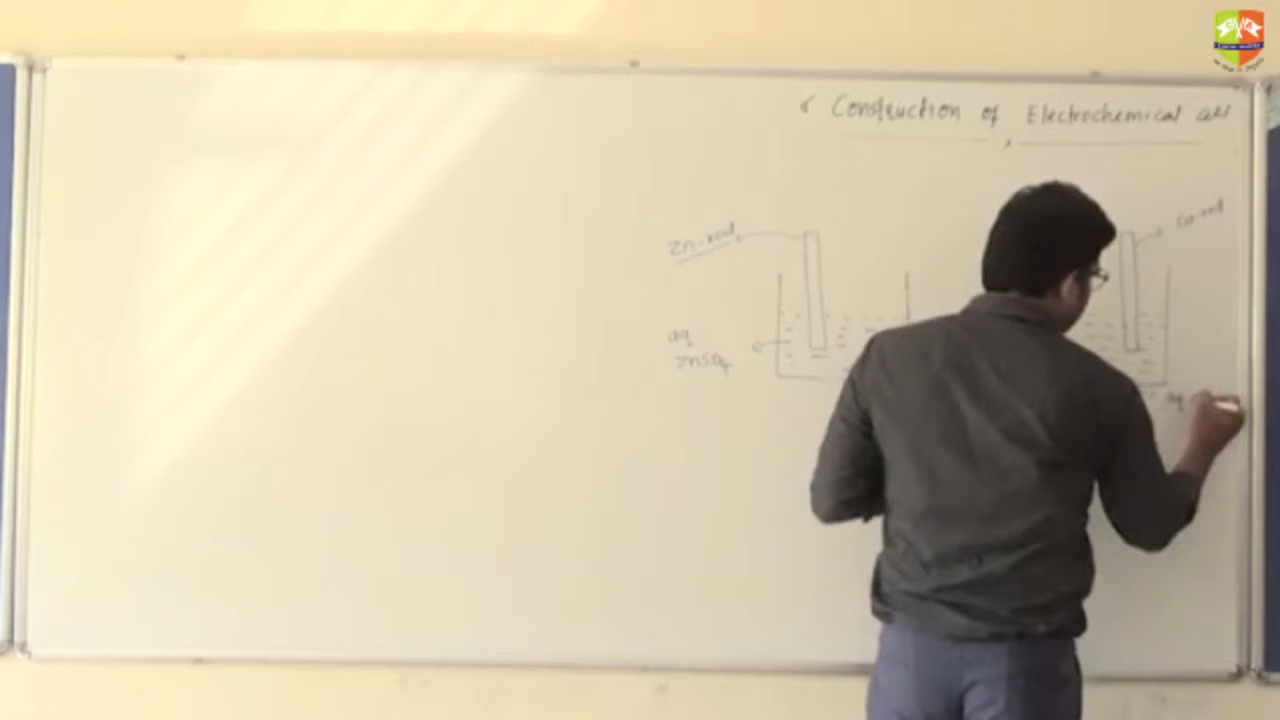 Construction of Electrochemical cell
Zn-rod
Cu-rod
aq
ZnSO4
aq